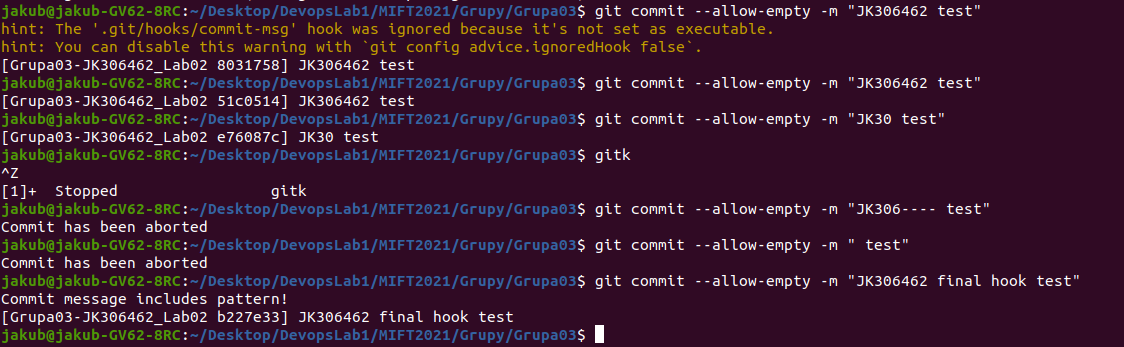 jakub@jakub-GV62-8RC:~/Desktop/DevopsLab1/MIFT2021/Grupy/Grupa03$ git commit --allow-empty -m "JK306462 test"
hint: The '.git/hooks/commit-msg' hook was ignored because it's not set as executable.
hint: You can disable this warning with `git config advice.ignoredHook false`.
[Grupa03-JK306462_Lab02 8031758] JK306462 test
jakub@jakub-GV62-8RC:~/Desktop/DevopsLab1/MIFT2021/Grupy/Grupa03$ git commit --allow-empty -m "JK306462 test"
[Grupa03-JK306462_Lab02 51c0514] JK306462 test
jakub@jakub-GV62-8RC:~/Desktop/DevopsLab1/MIFT2021/Grupy/Grupa03$ git commit --allow-empty -m "JK30 test"
[Grupa03-JK306462_Lab02 e76087c] JK30 test
jakub@jakub-GV62-8RC:~/Desktop/DevopsLab1/MIFT2021/Grupy/Grupa03$ gitk
^Z
[1]+  Stopped                 gitk
jakub@jakub-GV62-8RC:~/Desktop/DevopsLab1/MIFT2021/Grupy/Grupa03$ git commit --allow-empty -m "JK306---- test"
Commit has been aborted
jakub@jakub-GV62-8RC:~/Desktop/DevopsLab1/MIFT2021/Grupy/Grupa03$ git commit --allow-empty -m " test"
Commit has been aborted
jakub@jakub-GV62-8RC:~/Desktop/DevopsLab1/MIFT2021/Grupy/Grupa03$ git commit --allow-empty -m "JK306462 final hook test"
Commit message includes pattern!
[Grupa03-JK306462_Lab02 b227e33] JK306462 final hook test
jakub@jakub-GV62-8RC:~/Desktop/DevopsLab1/MIFT2021/Grupy/Grupa03$